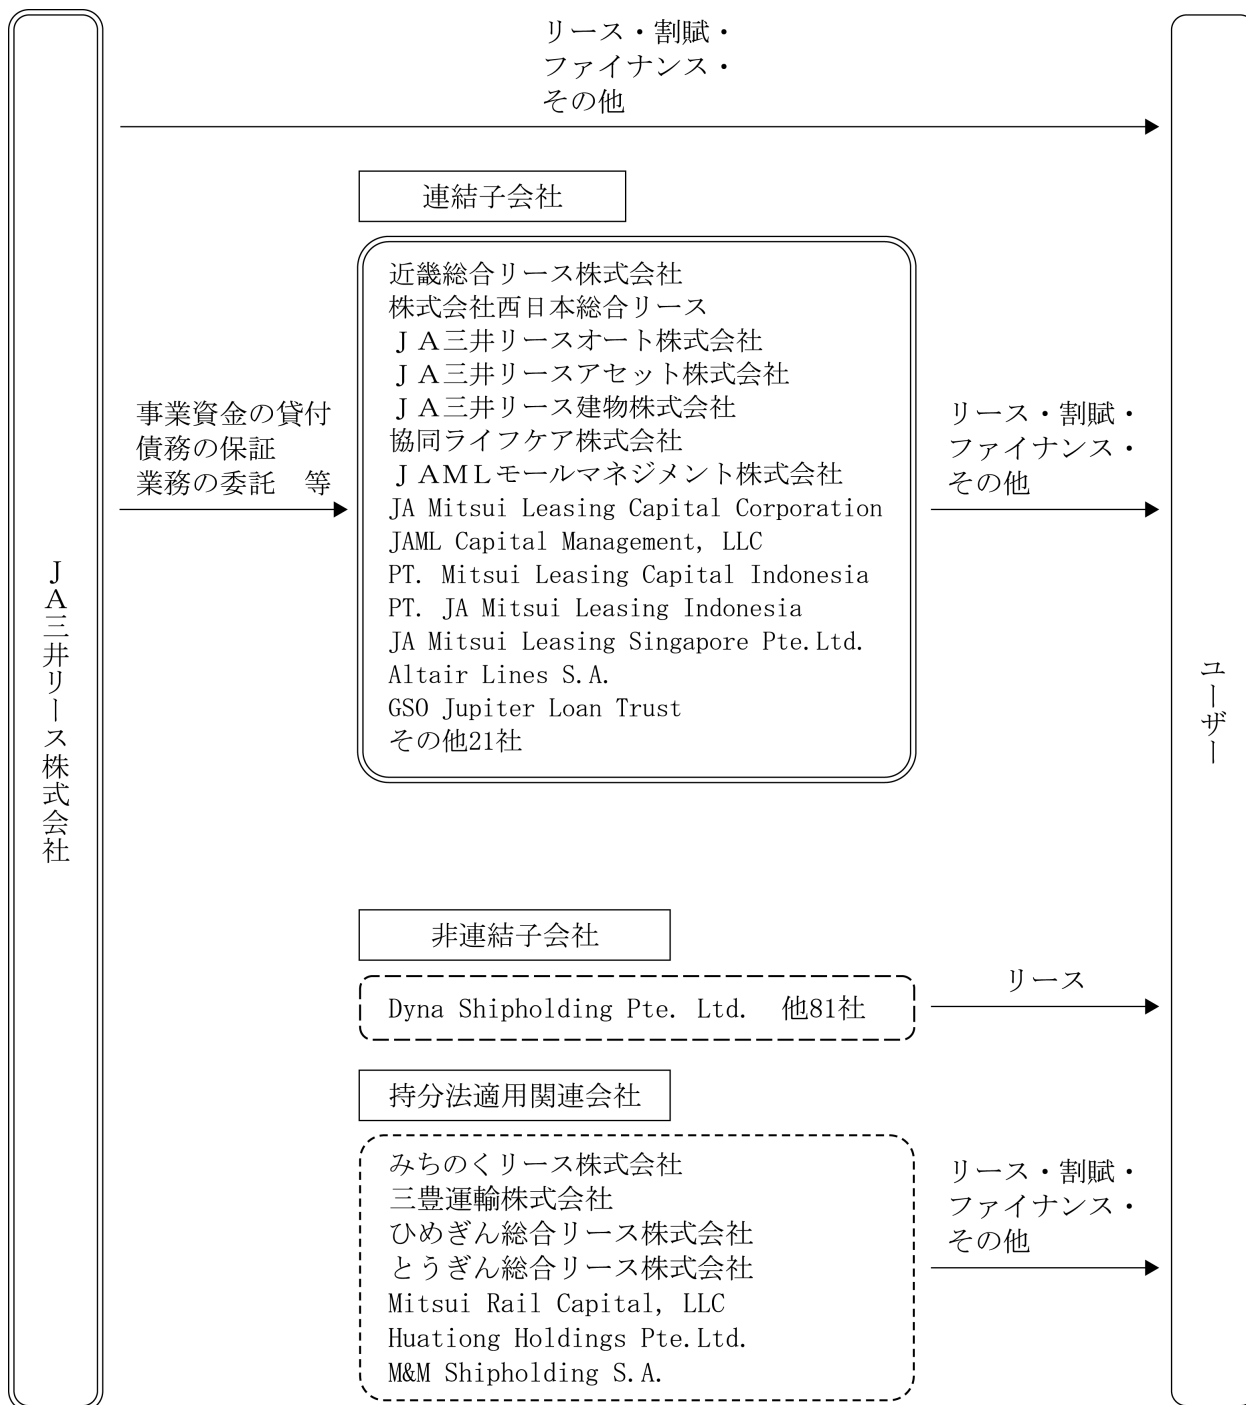 リース・割賦・
ファイナンス・
その他
連結子会社
近畿総合リース株式会社
株式会社西日本総合リース
ＪＡ三井リースオート株式会社
ＪＡ三井リースアセット株式会社
ＪＡ三井リース建物株式会社
協同ライフケア株式会社
ＪＡＭＬモールマネジメント株式会社
JA Mitsui Leasing Capital Corporation
JAML Capital Management, LLC
PT. Mitsui Leasing Capital Indonesia
PT. JA Mitsui Leasing Indonesia
JA Mitsui Leasing Singapore Pte.Ltd.
Altair Lines S.A.
GSO Jupiter Loan Trust
その他21社
事業資金の貸付
債務の保証
業務の委託　等
リース・割賦・
ファイナンス・
その他
ＪＡ三井リース株式会社
ユーザー
非連結子会社
Dyna Shipholding Pte. Ltd.　他81社
リース
持分法適用関連会社
みちのくリース株式会社
三豊運輸株式会社
ひめぎん総合リース株式会社
とうぎん総合リース株式会社
Mitsui Rail Capital, LLC
Huationg Holdings Pte.Ltd.
M&M Shipholding S.A.
リース・割賦・
ファイナンス・
その他